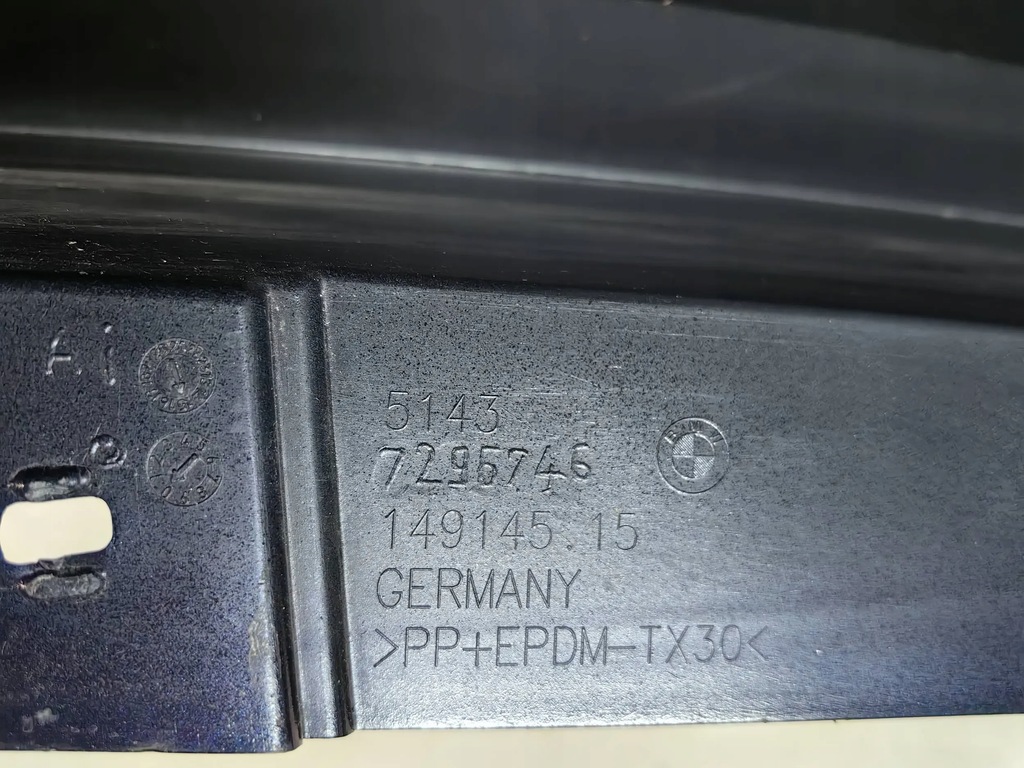 5143
7295746
149145.15
GERMANY
>PP+EPDM-TX30<